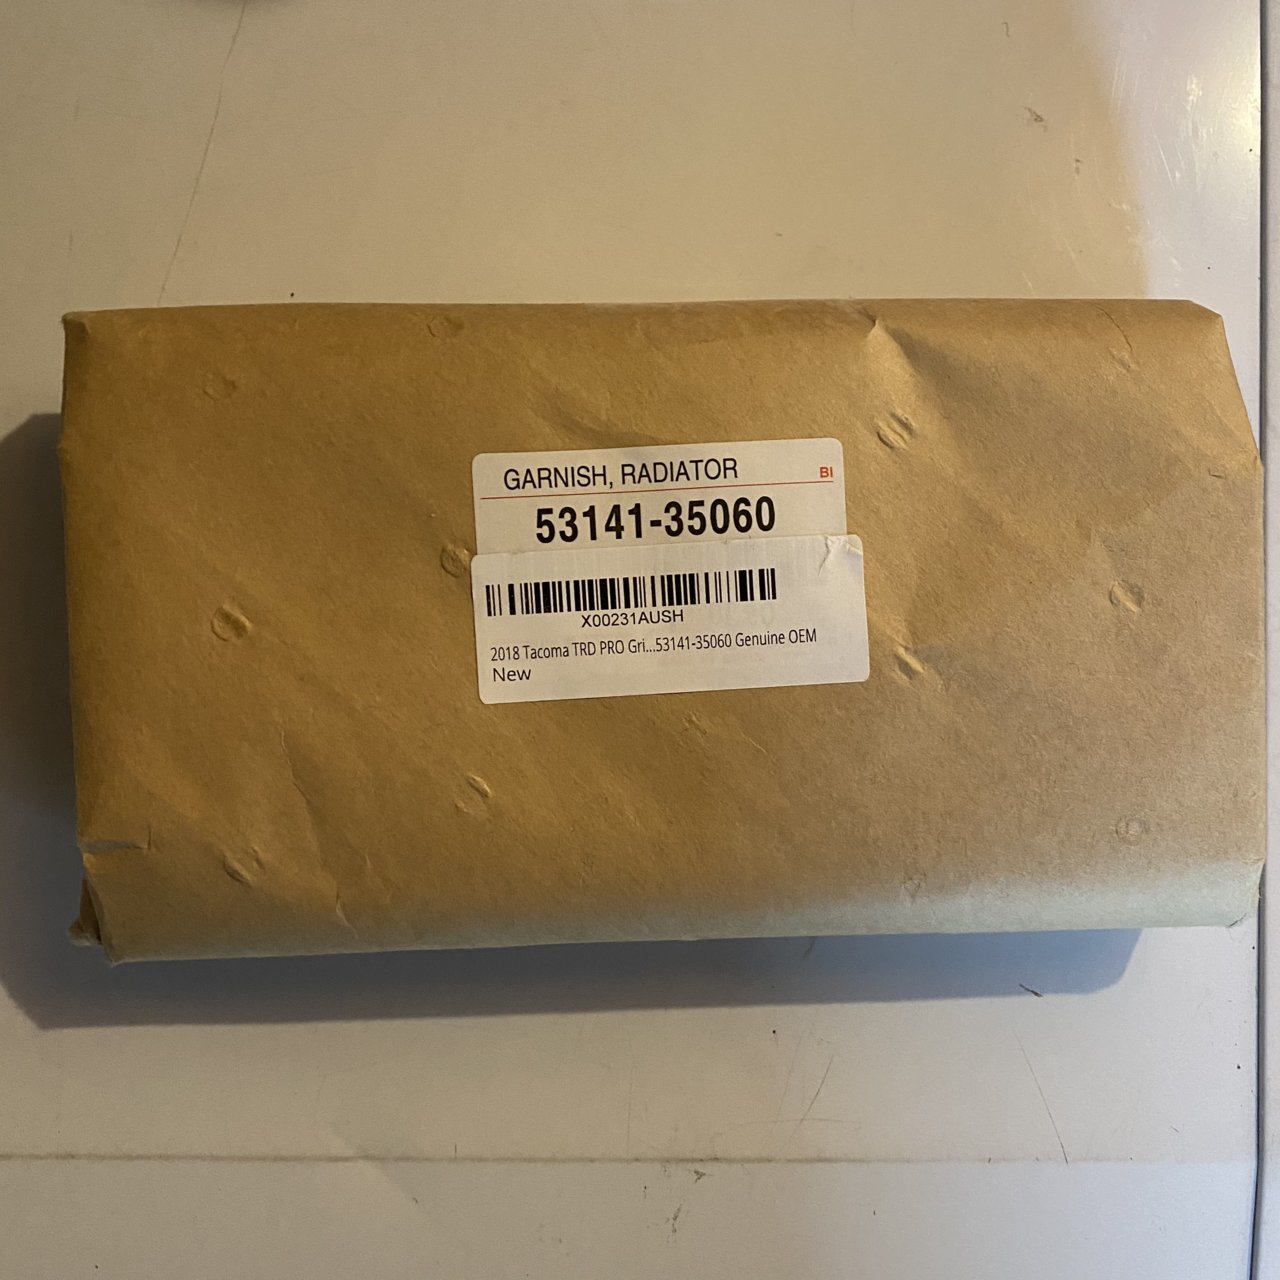 GARNISH, RADIATOR BI
53141-35060
X00231AUSH
2018 Tacoma TRD PRO Gri...53141-35060 Genuine OEM
New